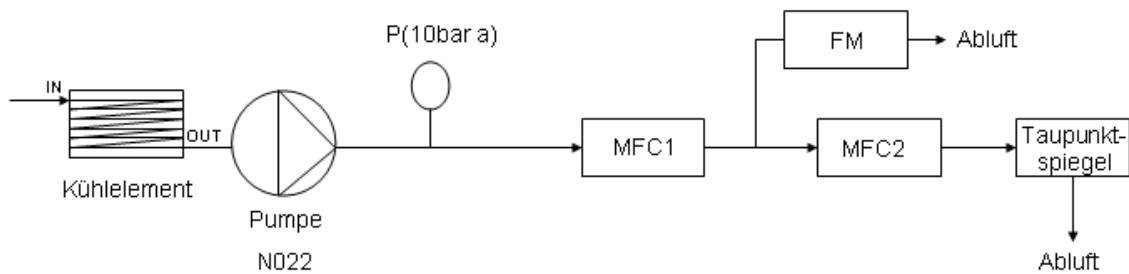 P(10bar a)
FM
Abluft
IN
OUT
MFC1
MFC2
Taupunkt-
spiegel
Kühlelement
Pumpe
N022
Abluft